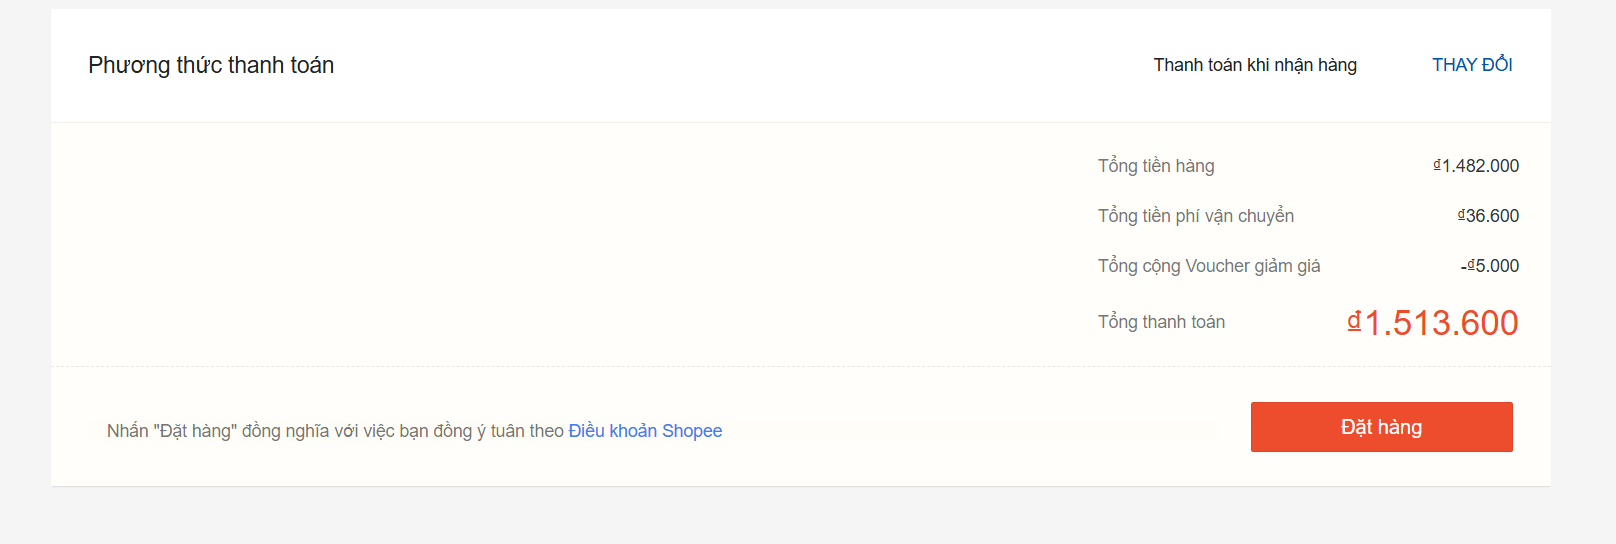 Phương thức thanh toán Thanh toán khi nhận hàng THAY ĐỔI
Tổng tiền hàng ₫1.482.000
Tổng tiền phí vận chuyển ₫36.600
Tổng cộng Voucher giảm giá -₫5.000
Tổng thanh toán ₫1.513.600
Nhấn "Đặt hàng" đồng nghĩa với việc bạn đồng ý tuân theo Điều khoản Shopee Đặt hàng